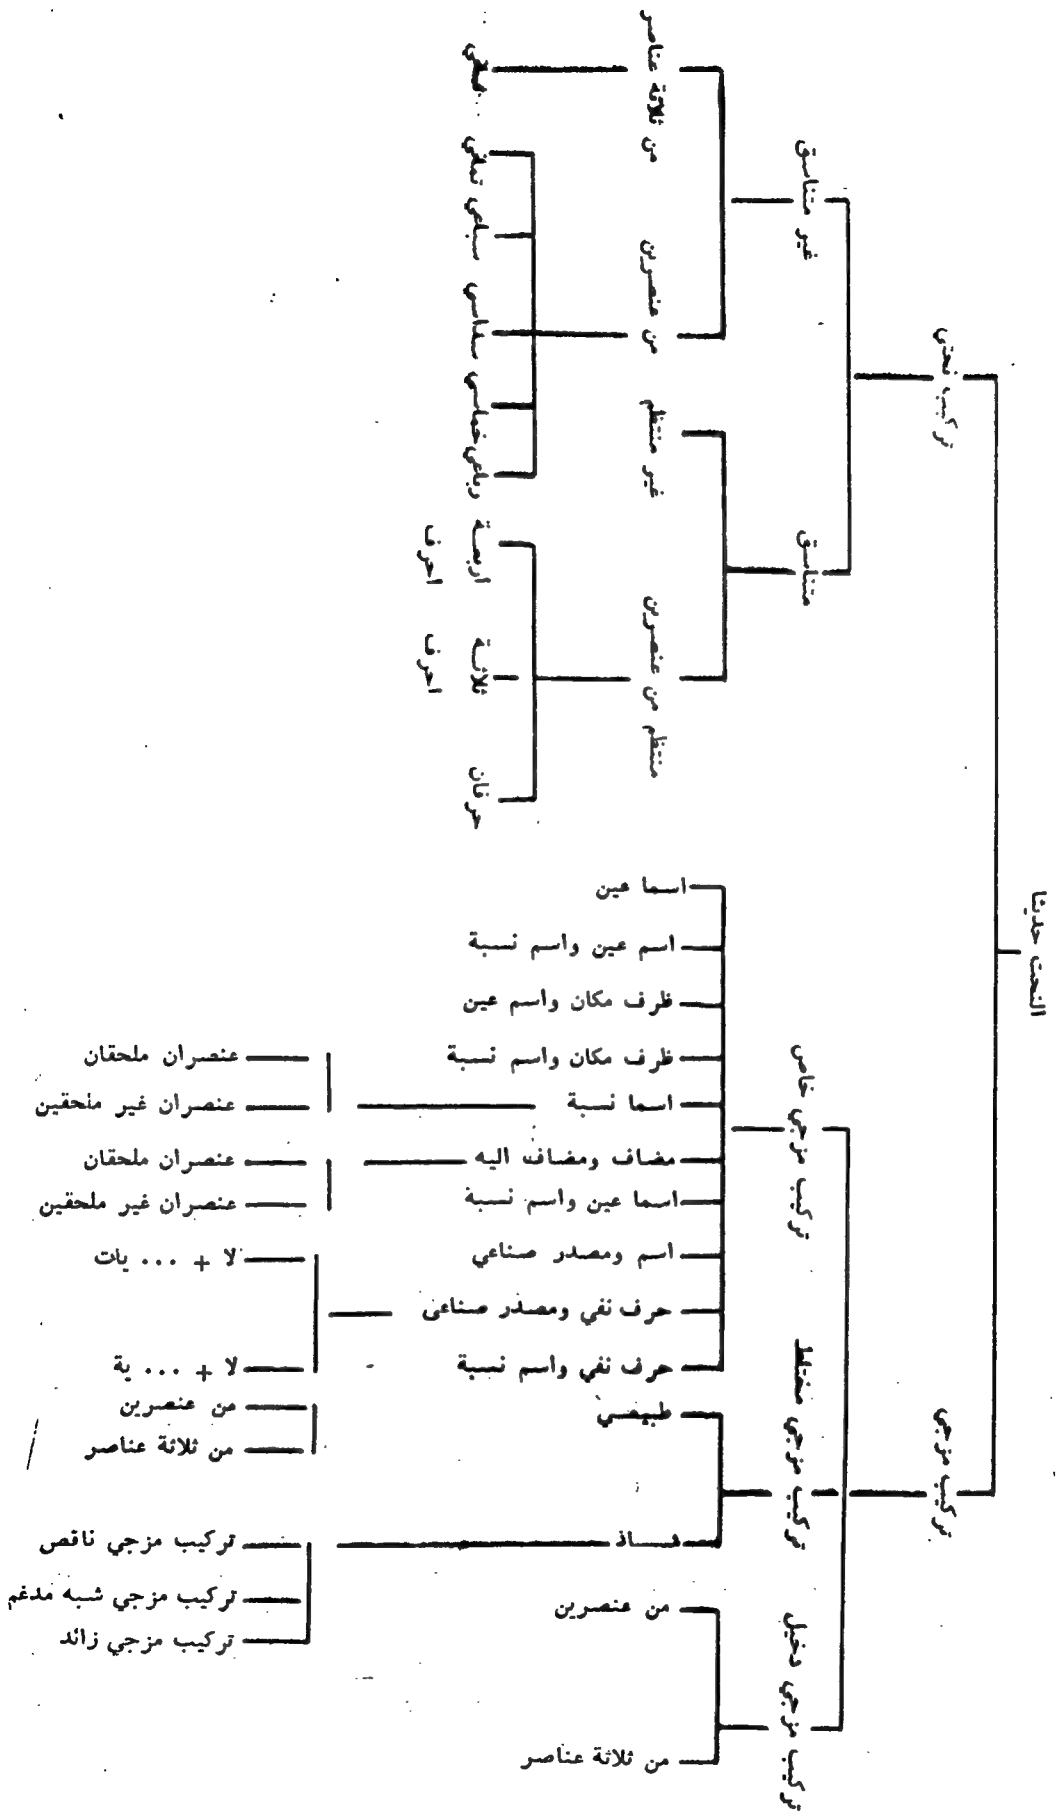 النحت حديثا
تركيب نحتي
تركيب مزجي
غير متناسق
متناسق
تركيب مزجي خاص
تركيب مزجي مختلط
تركيب مزجي دخيل
من ثلاثة عناصر
من عنصرين
غير منتظم
منتظم من عنصرين
سباعي
سداسي
خماسي
رباعي
اربعة
احرف
ثلاثة
احرف
حرفان
اسما عين
اسم عين واسم نسبة
ظرف مكان واسم عين
ظرف مكان واسم نسبة
اسما نسبة
عنصران ملحقان
عنصران غير ملحقين
مضاف ومضاف اليه
عنصران ملحقان
عنصران غير ملحقين
اسما عين واسم نسبة
اسم ومصدر صناعي
حرف نفي ومصدر صناعى
حرف نفي واسم نسبة
لا + ... يات
لا + ... ية
طبيعي
من عنصرين
من ثلاثة عناصر
شاذ
تركيب مزجي ناقص
تركيب مزجي شبه مدغم
تركيب مزجي زائد
من عنصرين
من ثلاثة عناصر